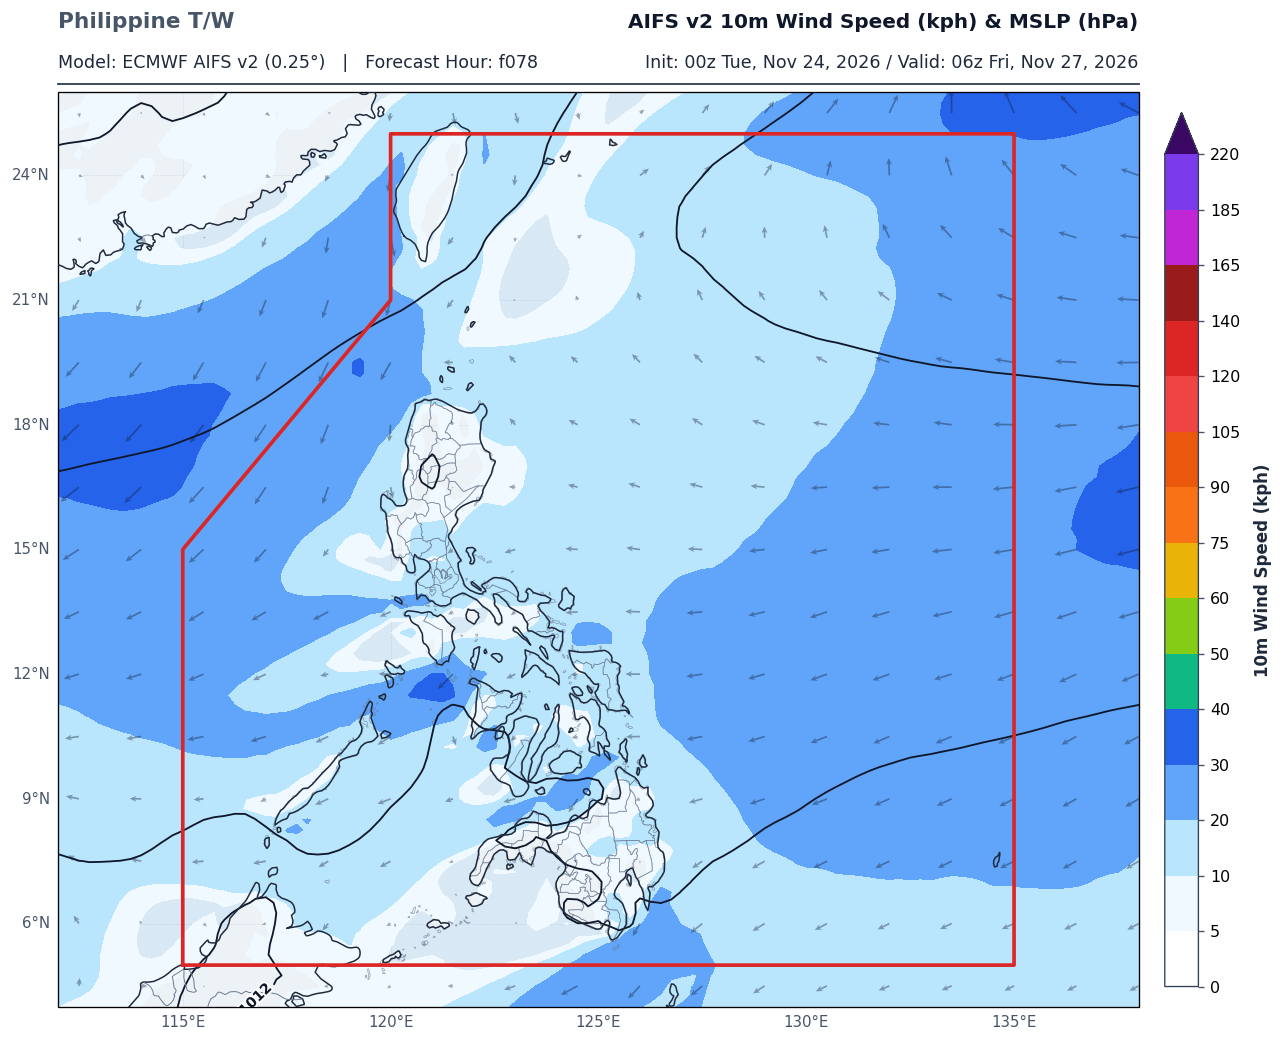 Philippine T/W
AIFS v2 10m Wind Speed (kph) & MSLP (hPa)
Model: ECMWF AIFS v2 (0.25°) | Forecast Hour: f078
Init: 00z Tue, Nov 24, 2026 / Valid: 06z Fri, Nov 27, 2026
24°N
21°N
18°N
15°N
12°N
9°N
6°N
115°E
120°E
125°E
130°E
135°E
1012
220
185
165
140
120
105
90
75
60
50
40
30
20
10
5
0
10m Wind Speed (kph)